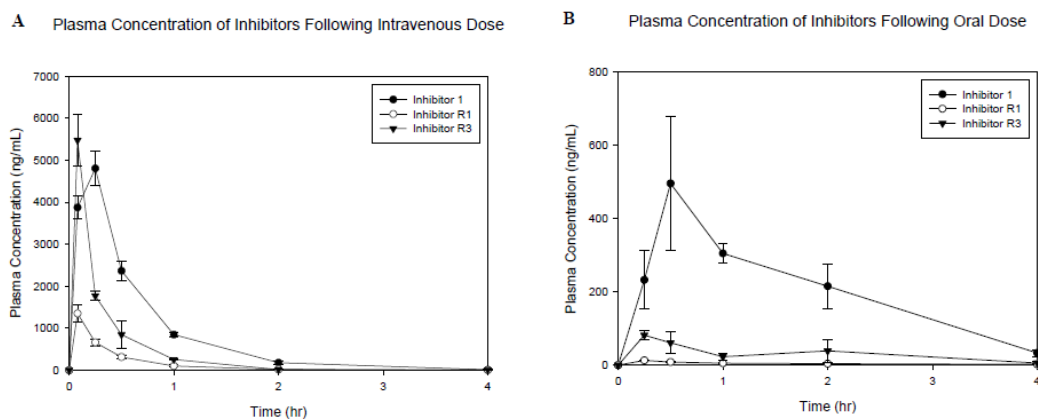 A
Plasma Concentration of Inhibitors Following Intravenous Dose
7000
6000
5000
4000
3000
2000
1000
0
Plasma Concentration (ng/mL)
Inhibitor 1
Inhibitor R1
Inhibitor R3
0
1
2
3
4
Time (hr)
B
Plasma Concentration of Inhibitors Following Oral Dose
800
600
400
200
0
Plasma Concentration (ng/mL)
Inhibitor 1
Inhibitor R1
Inhibitor R3
0
1
2
3
4
Time (hr)